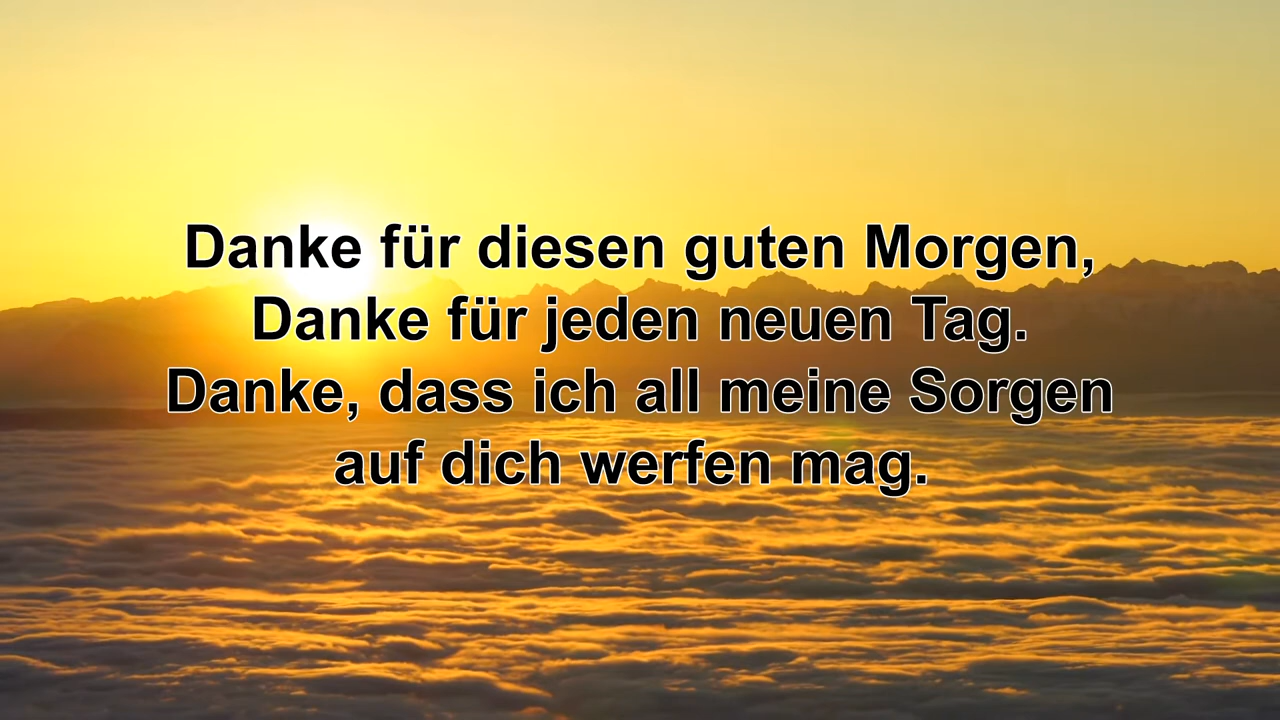 Danke für diesen guten Morgen,
Danke für jeden neuen Tag.
Danke, dass ich all meine Sorgen
auf dich werfen mag.